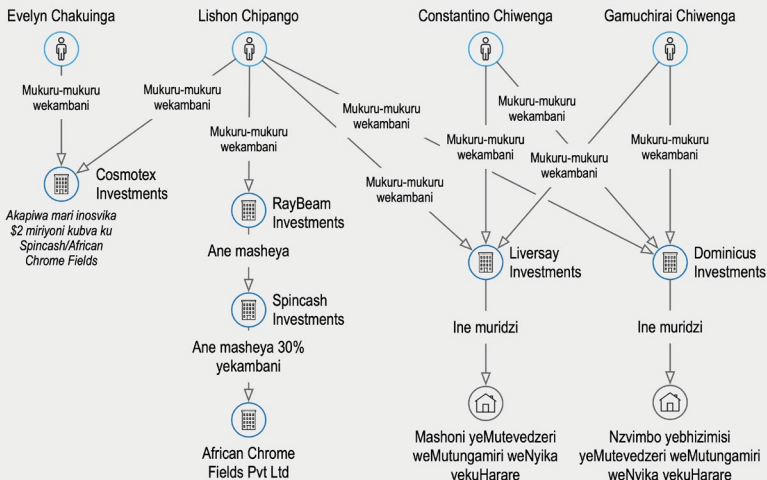 Evelyn Chakuinga
Lishon Chipango
Constantino Chiwenga
Gamuchirai Chiwenga
Mukuru-mukuru
wekambani
Mukuru-mukuru
wekambani
Mukuru-mukuru
wekambani
Mukuru-mukuru
wekambani
Mukuru-mukuru
wekambani
Mukuru-mukuru
wekambani
Mukuru-mukuru
wekambani
Mukuru-mukuru
wekambani
Mukuru-mukuru
wekambani
Cosmotex
Investments
Akapiwa mari inosvika
$2 miriyoni kubva ku
Spincash/African
Chrome Fields
RayBeam
Investments
Ane masheya
Spincash
Investments
Ane masheya 30%
yekambani
African Chrome
Fields Pvt Ltd
Liversay
Investments
Ine muridzi
Mashoni yeMutevedzeri
weMutungamiri weNyika
yekuHarare
Dominicus
Investments
Ine muridzi
Nzvimbo yebhizimisi
yeMutevedzeri weMutungamiri
weNyika yekuHarare